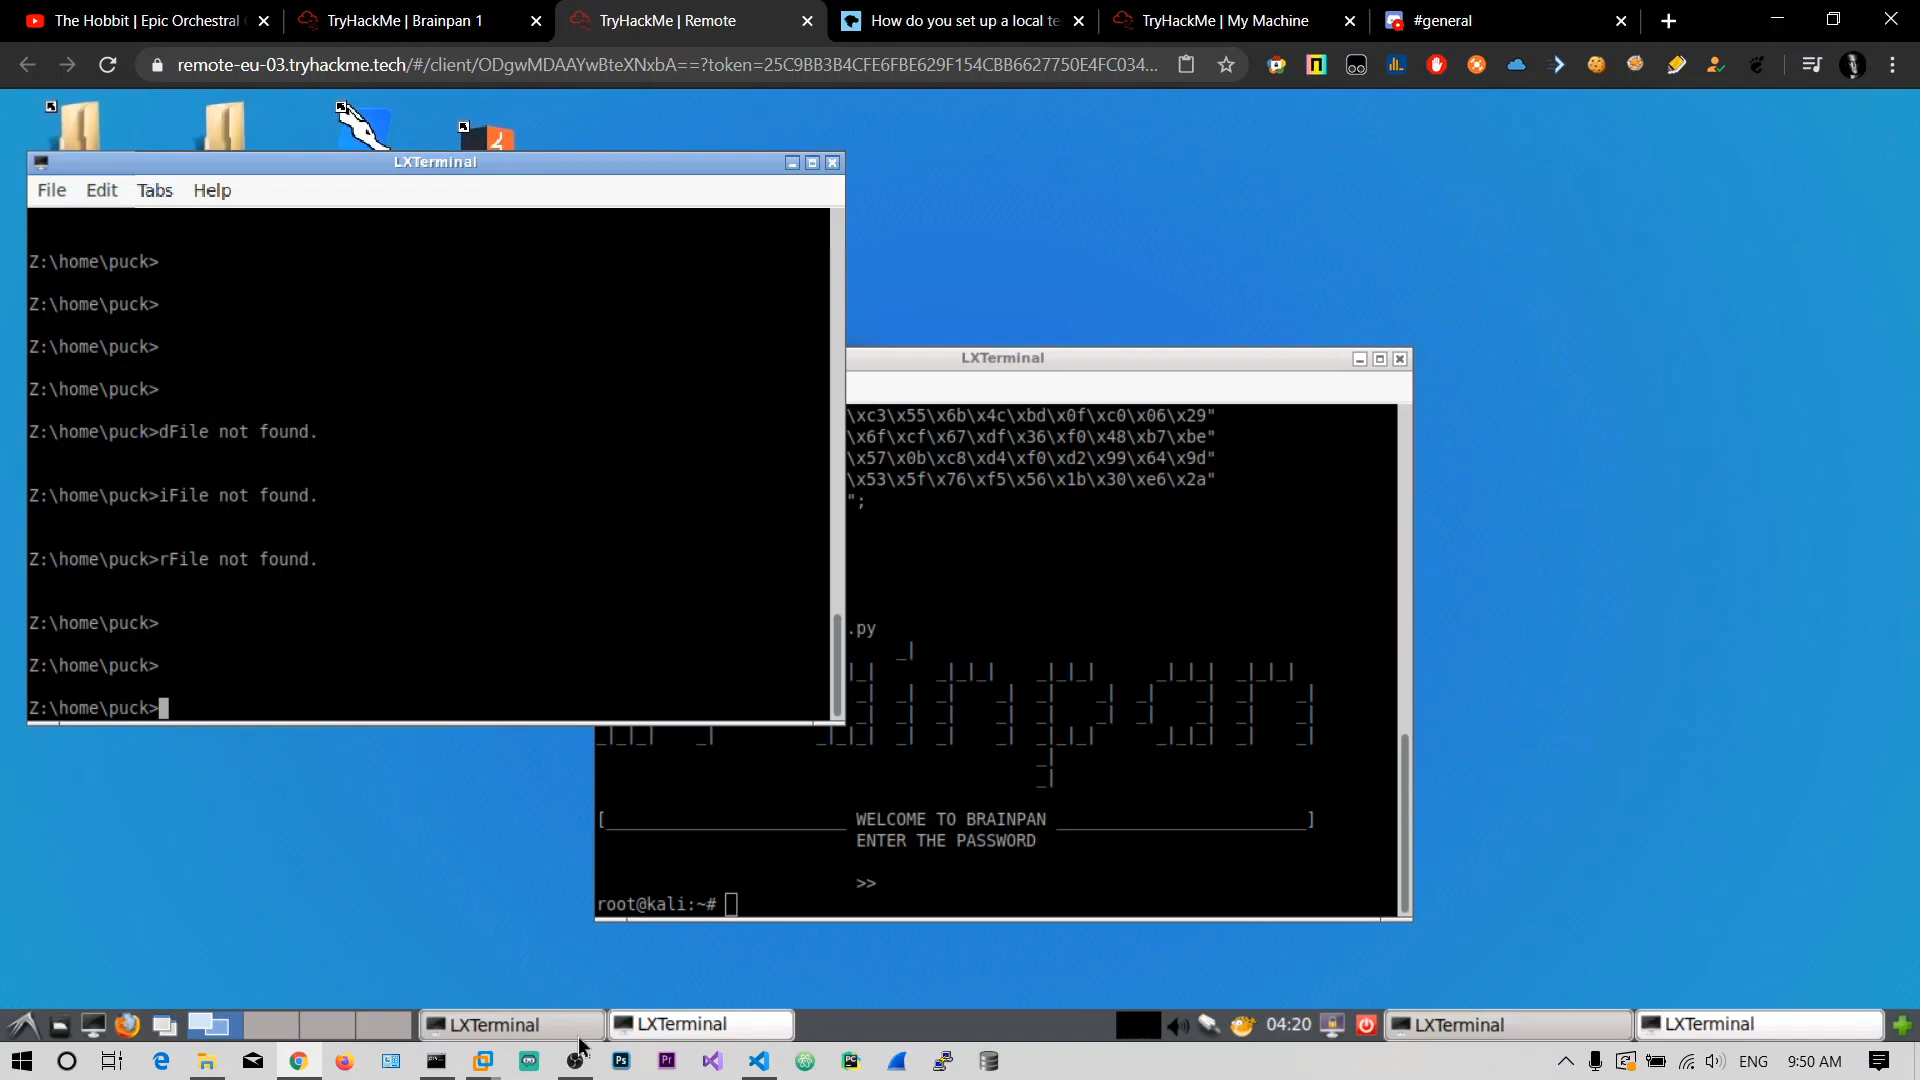 The Hobbit | Epic Orchestral
TryHackMe | Brainpan 1
TryHackMe | Remote
How do you set up a local te
TryHackMe | My Machine
#general
remote-eu-03.tryhackme.tech/#/client/ODgwMDAAYwBteXNxbA==?token=25C9BB3B4CFE6FBE629F154CBB6627750E4FC034...
LXTerminal
File Edit Tabs Help
Z:\home\puck>
Z:\home\puck>
Z:\home\puck>
Z:\home\puck>
Z:\home\puck>dFile not found.
Z:\home\puck>iFile not found.
Z:\home\puck>rFile not found.
Z:\home\puck>
Z:\home\puck>
Z:\home\puck>
LXTerminal
\xc3\x55\x6b\x4c\xbd\x0f\xc0\x06\x29"
\x6f\xcf\x67\xdf\x36\xf0\x48\xb7\xbe"
\x57\x0b\xc8\xd4\xf0\xd2\x99\x64\x9d"
\x53\x5f\x76\xf5\x56\x1b\x30\xe6\x2a"
";
.py
[__________________________ WELCOME TO BRAINPAN __________________________]
ENTER THE PASSWORD
>>
root@kali:~#
LXTerminal
LXTerminal
04:20
LXTerminal
LXTerminal
ENG
9:50 AM